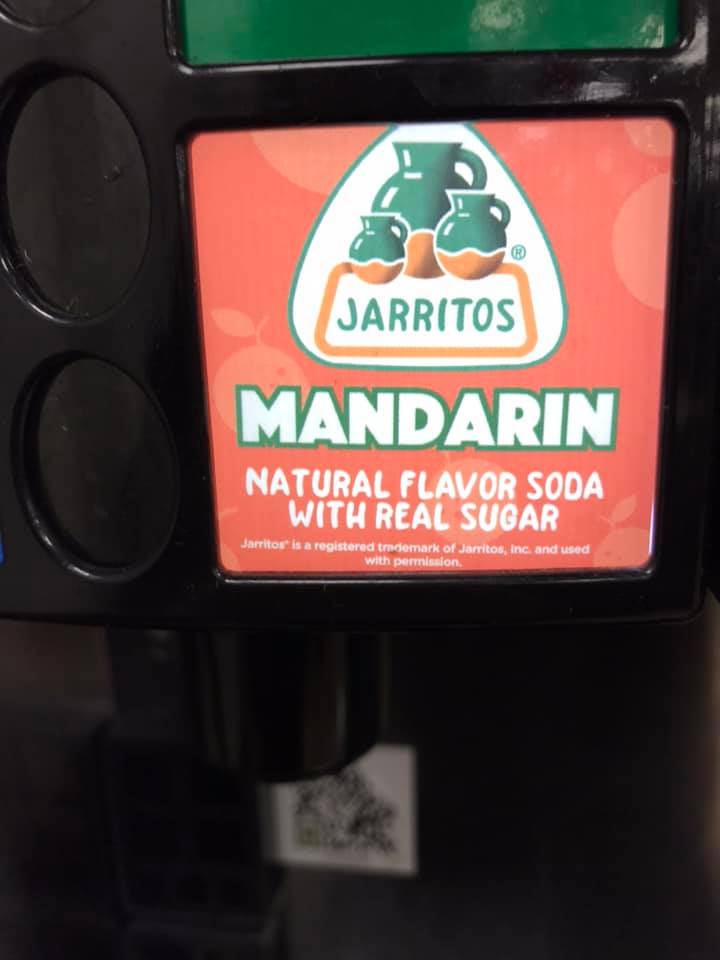 ®
JARRITOS
MANDARIN
NATURAL FLAVOR SODA
WITH REAL SUGAR
Jarritos® is a registered trademark of Jarritos, Inc. and used
with permission.